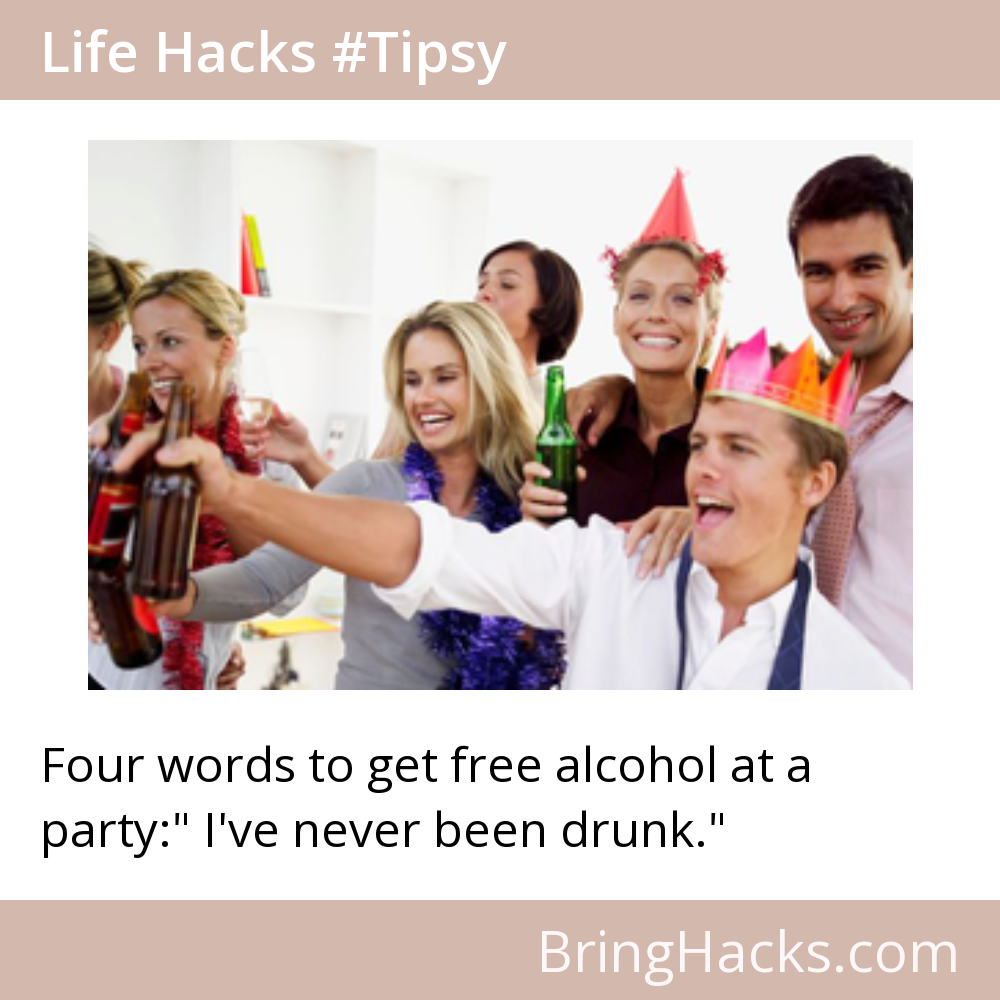 Life Hacks #Tipsy
Four words to get free alcohol at a
party:" I've never been drunk."
BringHacks.com